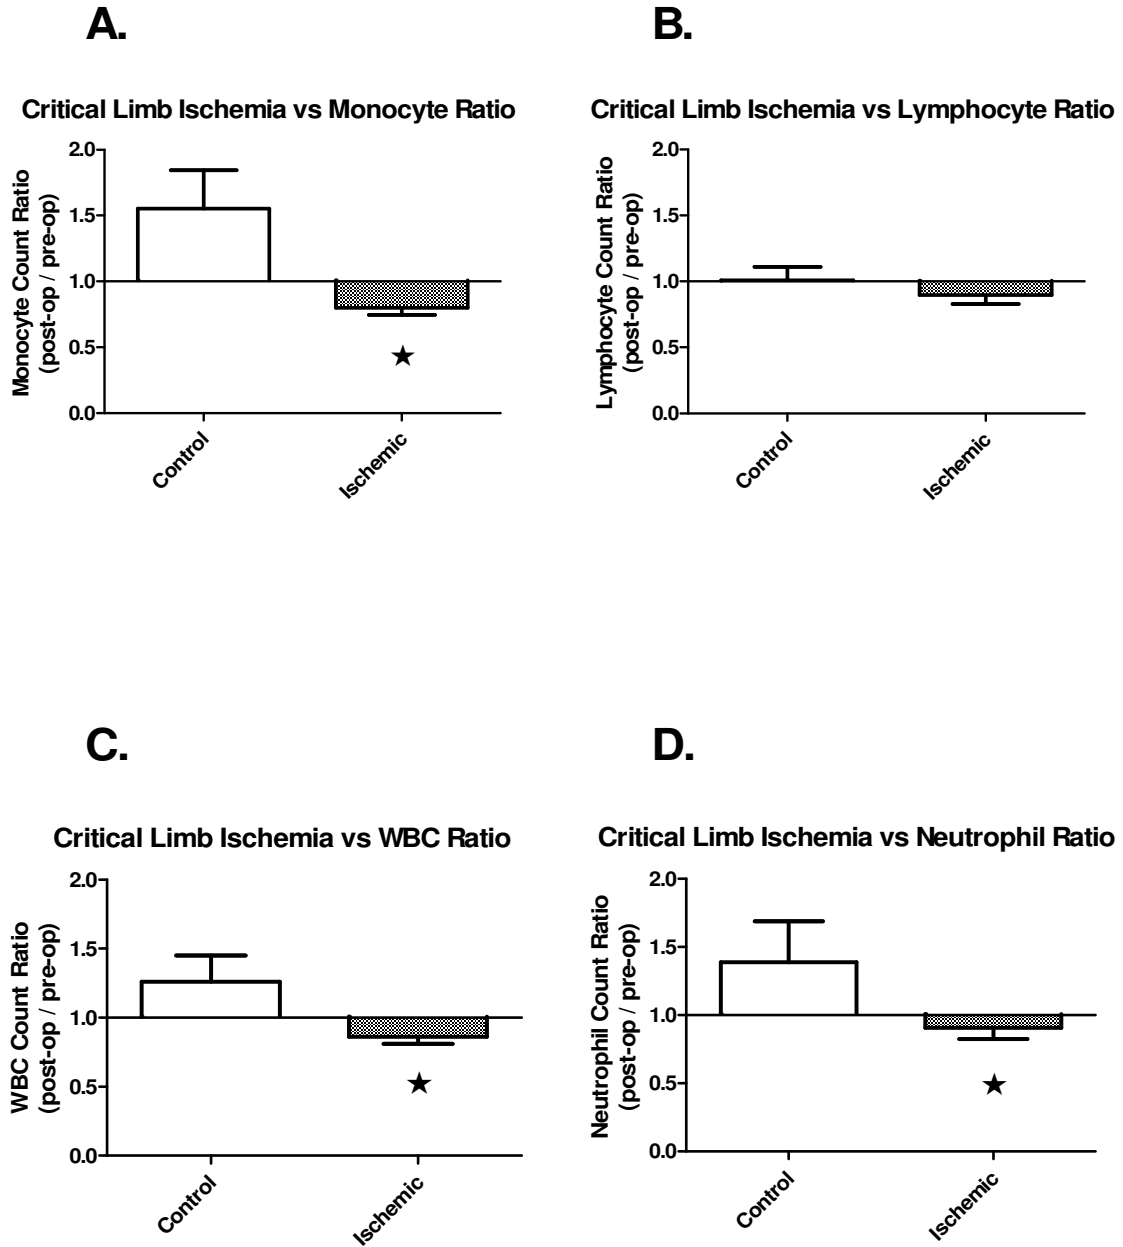 A.
Critical Limb Ischemia vs Monocyte Ratio
Monocyte Count Ratio
(post-op / pre-op)
2.0
1.5
1.0
0.5
0.0
Control
Ischemic
B.
Critical Limb Ischemia vs Lymphocyte Ratio
Lymphocyte Count Ratio
(post-op / pre-op)
2.0
1.5
1.0
0.5
0.0
Control
Ischemic
C.
Critical Limb Ischemia vs WBC Ratio
WBC Count Ratio
(post-op / pre-op)
2.0
1.5
1.0
0.5
0.0
Control
Ischemic
D.
Critical Limb Ischemia vs Neutrophil Ratio
Neutrophil Count Ratio
(post-op / pre-op)
2.0
1.5
1.0
0.5
0.0
Control
Ischemic